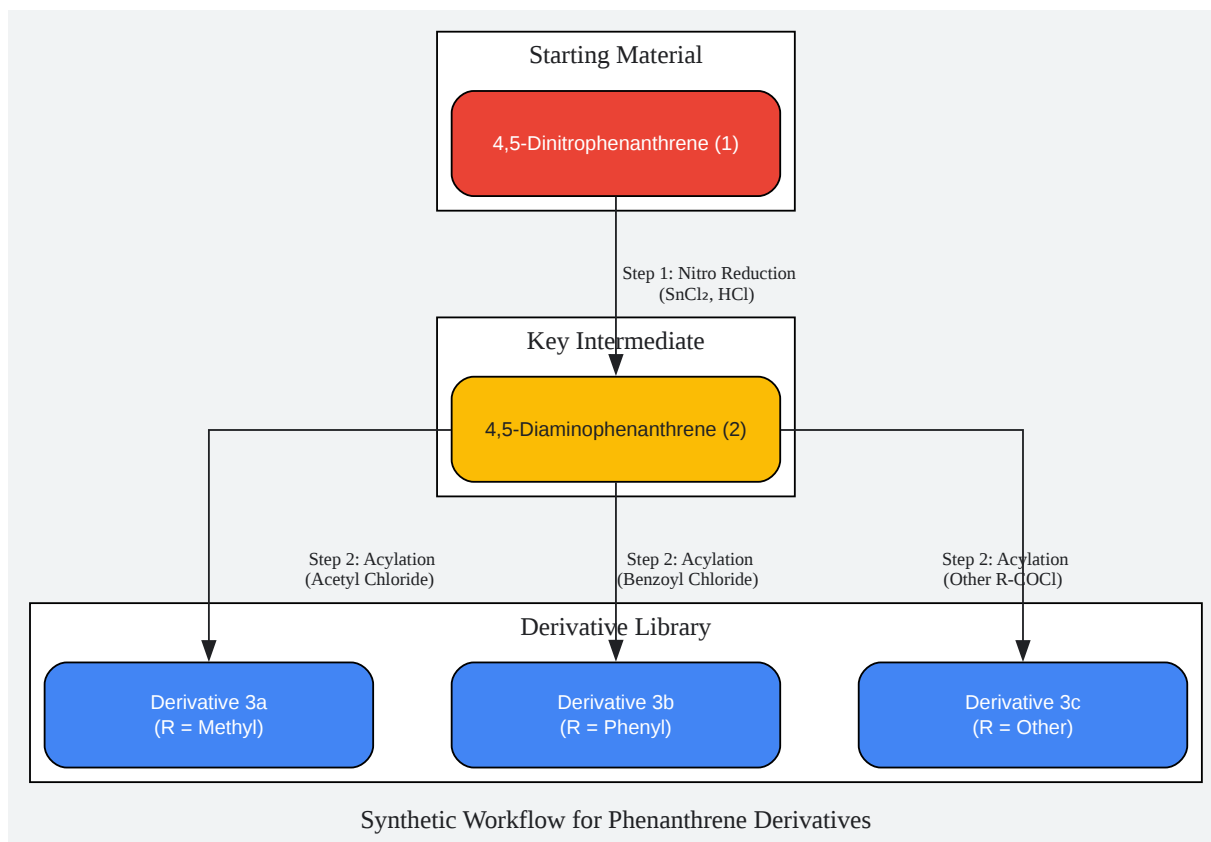 Starting Material
4,5-Dinitrophenanthrene (1)
Step 1: Nitro Reduction
(SnCl₂, HCl)
Key Intermediate
4,5-Diaminophenanthrene (2)
Step 2: Acylation
(Acetyl Chloride)
Step 2: Acylation
(Benzoyl Chloride)
Step 2: Acylation
(Other R-COCl)
Derivative Library
Derivative 3a
(R = Methyl)
Derivative 3b
(R = Phenyl)
Derivative 3c
(R = Other)
Synthetic Workflow for Phenanthrene Derivatives